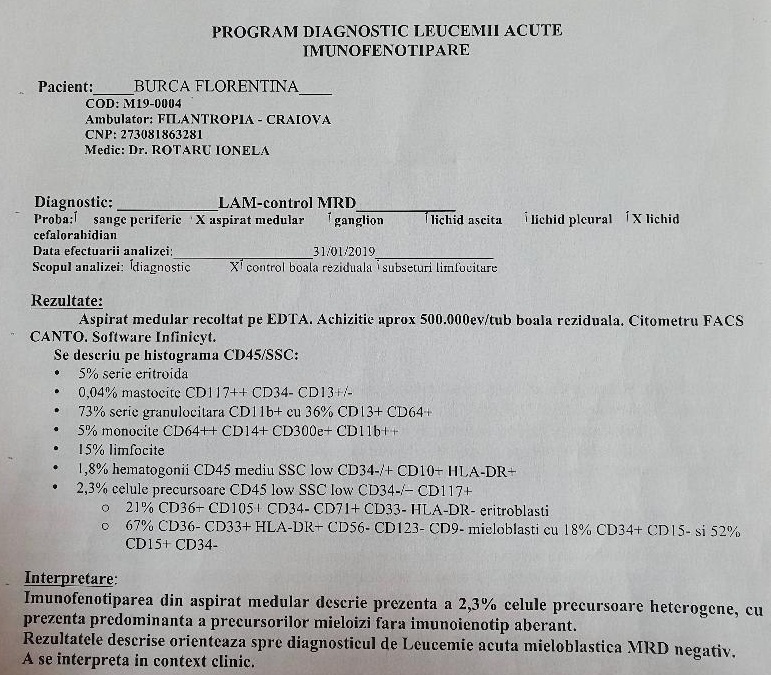 PROGRAM DIAGNOSTIC LEUCEMII ACUTE
IMUNOFENOTIPARE
Pacient:_____BURCA FLORENTINA____
COD: M19-0004
Ambulator: FILANTROPIA - CRAIOVA
CNP: 273081863281
Medic: Dr. ROTARU IONELA
Diagnostic: ____________LAM-control MRD____________
Proba: sange periferic X aspirat medular ganglion lichid ascita lichid pleural X lichid
cefalorahidian
Data efectuarii analizei:____________________31/01/2019____________________
Scopul analizei: diagnostic X control boala reziduala subseturi limfocitare
Rezultate:
Aspirat medular recoltat pe EDTA. Achizitie aprox 500.000ev/tub boala reziduala. Citometru FACS
CANTO. Software Infinicyt.
Se descriu pe histograma CD45/SSC:
• 5% serie eritroida
• 0,04% mastocite CD117++ CD34- CD13+/-
• 73% serie granulocitara CD11b+ cu 36% CD13+ CD64+
• 5% monocite CD64++ CD14+ CD300e+ CD11b++
• 15% limfocite
• 1,8% hematogonii CD45 mediu SSC low CD34-/+ CD10+ HLA-DR+
• 2,3% celule precursoare CD45 low SSC low CD34-/+ CD117+
o 21% CD36+ CD105+ CD34- CD71+ CD33- HLA-DR- eritroblasti
o 67% CD36- CD33+ HLA-DR+ CD56- CD123- CD9- mieloblasti cu 18% CD34+ CD15- si 52%
CD15+ CD34-
Interpretare:
Imunofenotiparea din aspirat medular descrie prezenta a 2,3% celule precursoare heterogene, cu
prezenta predominanta a precursorilor mieloizi fara imunoienotip aberant.
Rezultatele descrise orienteaza spre diagnosticul de Leucemie acuta mieloblastica MRD negativ.
A se interpreta in context clinic.